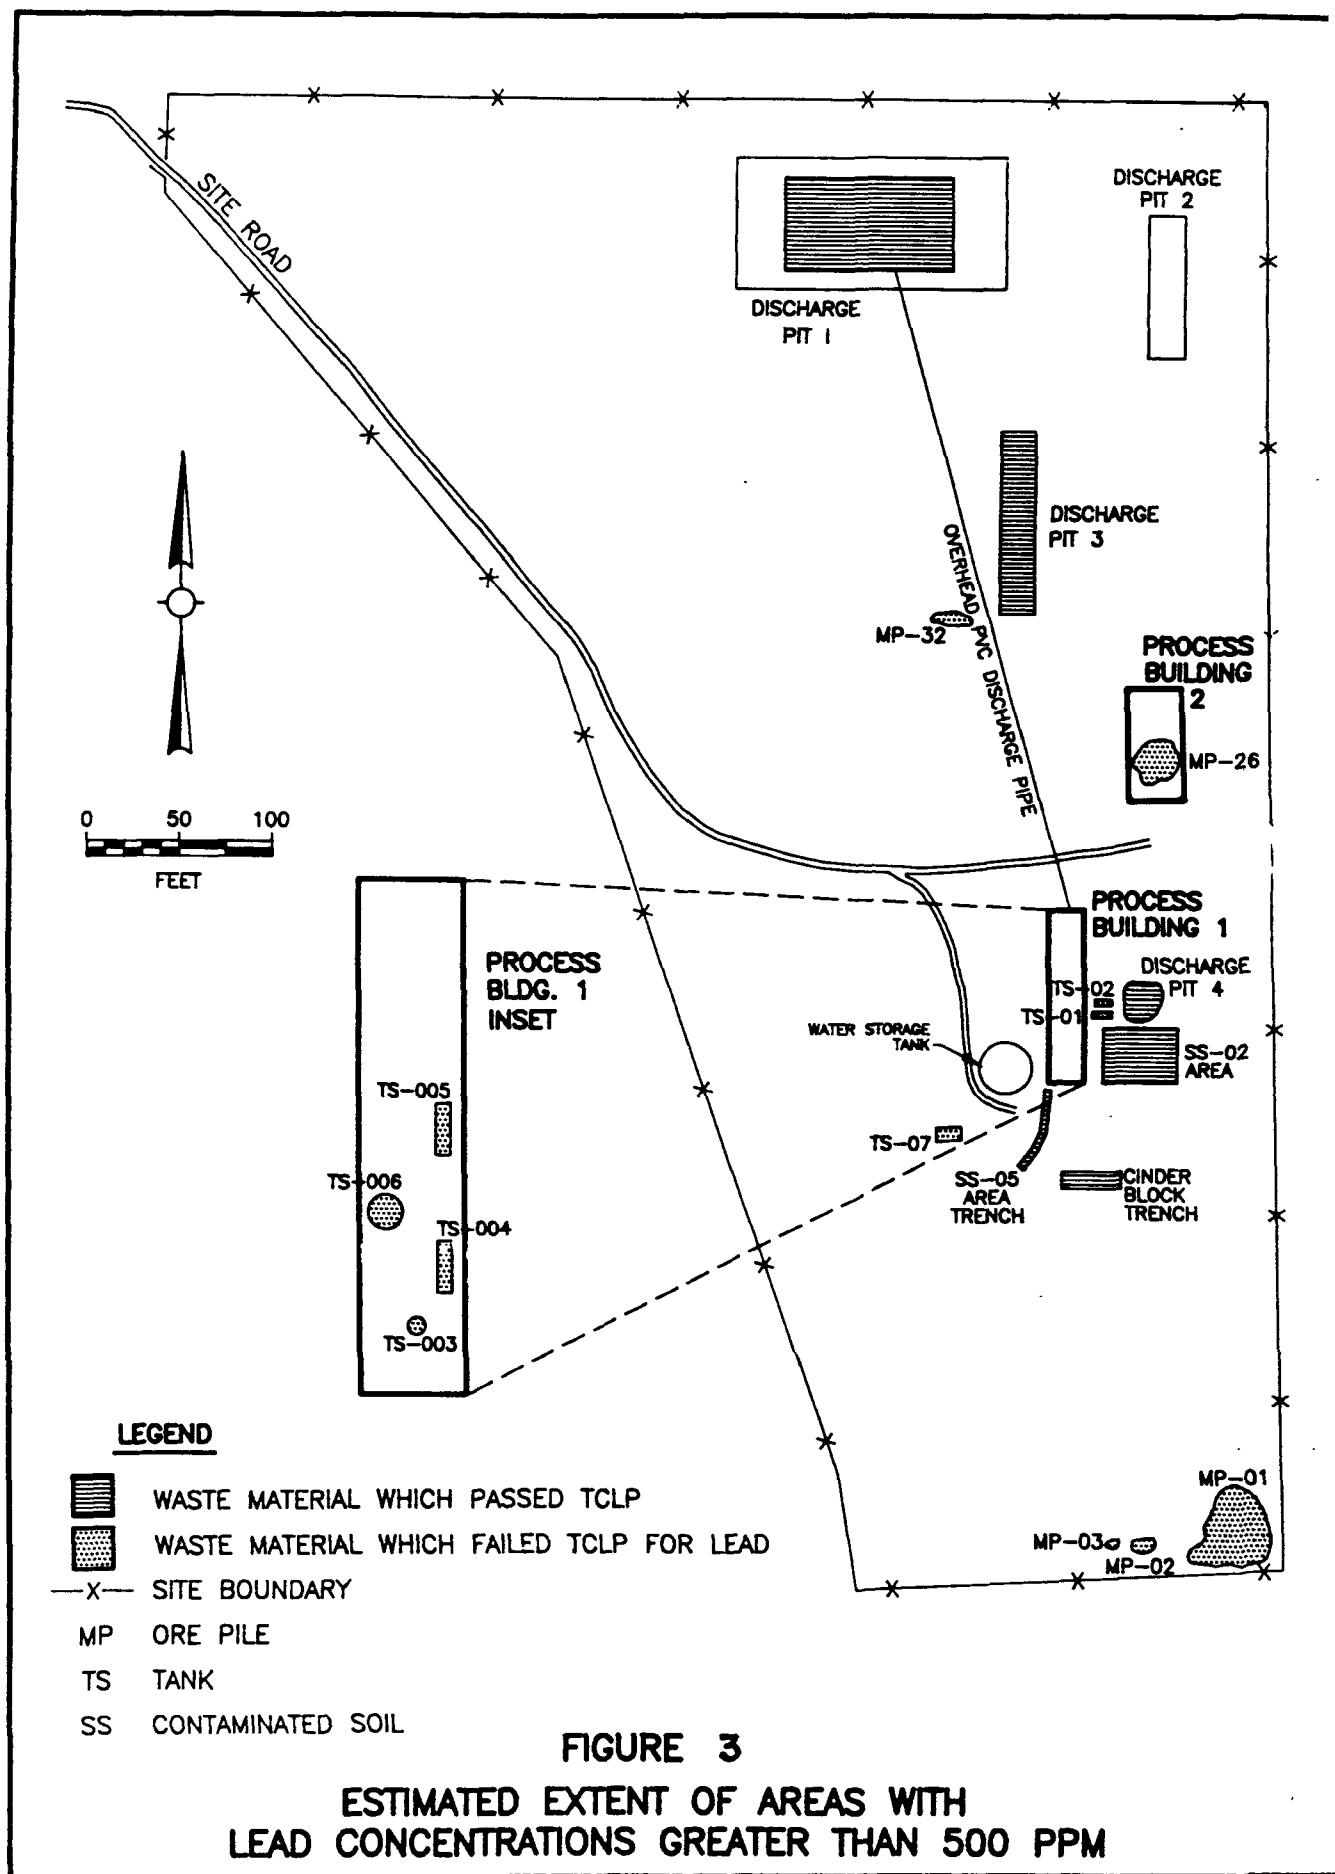 SITE ROAD
DISCHARGE
PIT 1
DISCHARGE
PIT 2
DISCHARGE
PIT 3
OVERHEAD PVC DISCHARGE PIPE
MP-32
PROCESS
BUILDING
2
MP-26
0 50 100
FEET
PROCESS
BUILDING 1
PROCESS
BLDG. 1
INSET
DISCHARGE
PIT 4
TS-02
TS-01
WATER STORAGE
TANK
SS-02
AREA
TS-005
TS-07
TS-006
SS-05
AREA
TRENCH
CINDER
BLOCK
TRENCH
TS-004
TS-003
LEGEND
WASTE MATERIAL WHICH PASSED TCLP
WASTE MATERIAL WHICH FAILED TCLP FOR LEAD
X SITE BOUNDARY
MP ORE PILE
TS TANK
SS CONTAMINATED SOIL
MP-01
MP-03
MP-02
FIGURE 3
ESTIMATED EXTENT OF AREAS WITH
LEAD CONCENTRATIONS GREATER THAN 500 PPM